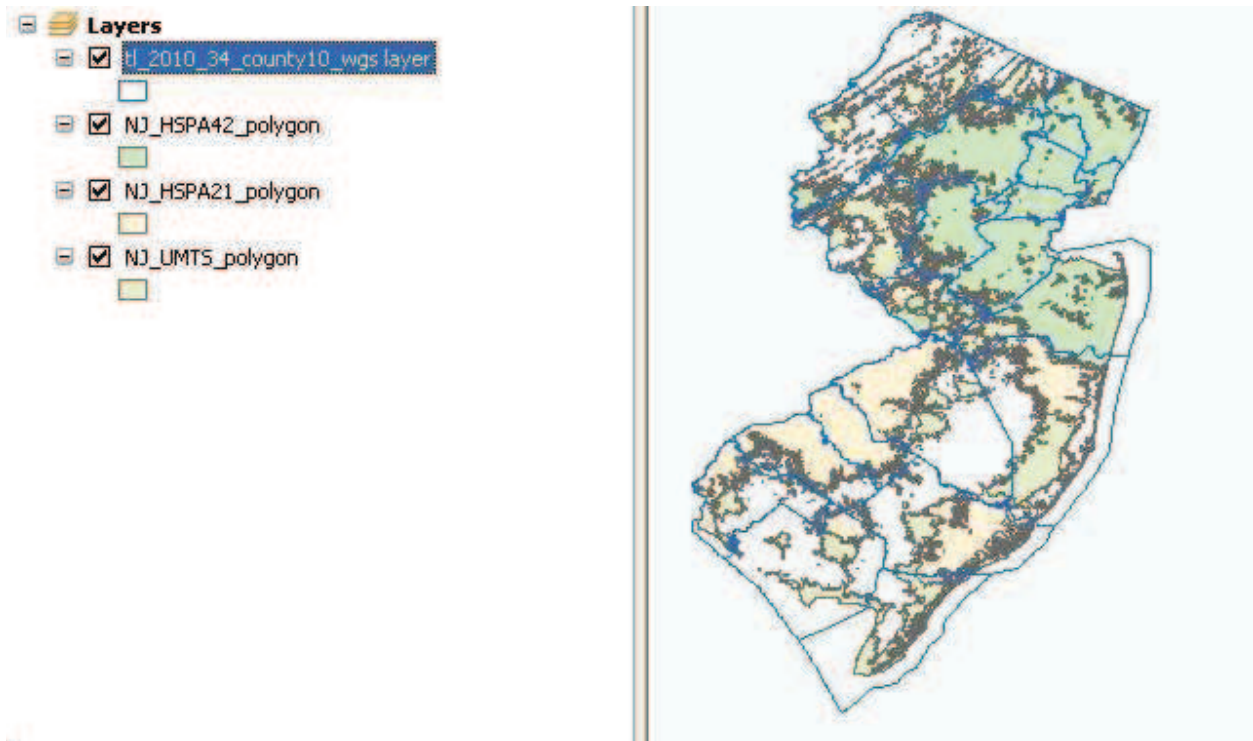 Layers
tl_2010_34_county10_wgs layer
NJ_HSPA42_polygon
NJ_HSPA21_polygon
NJ_UMTS_polygon